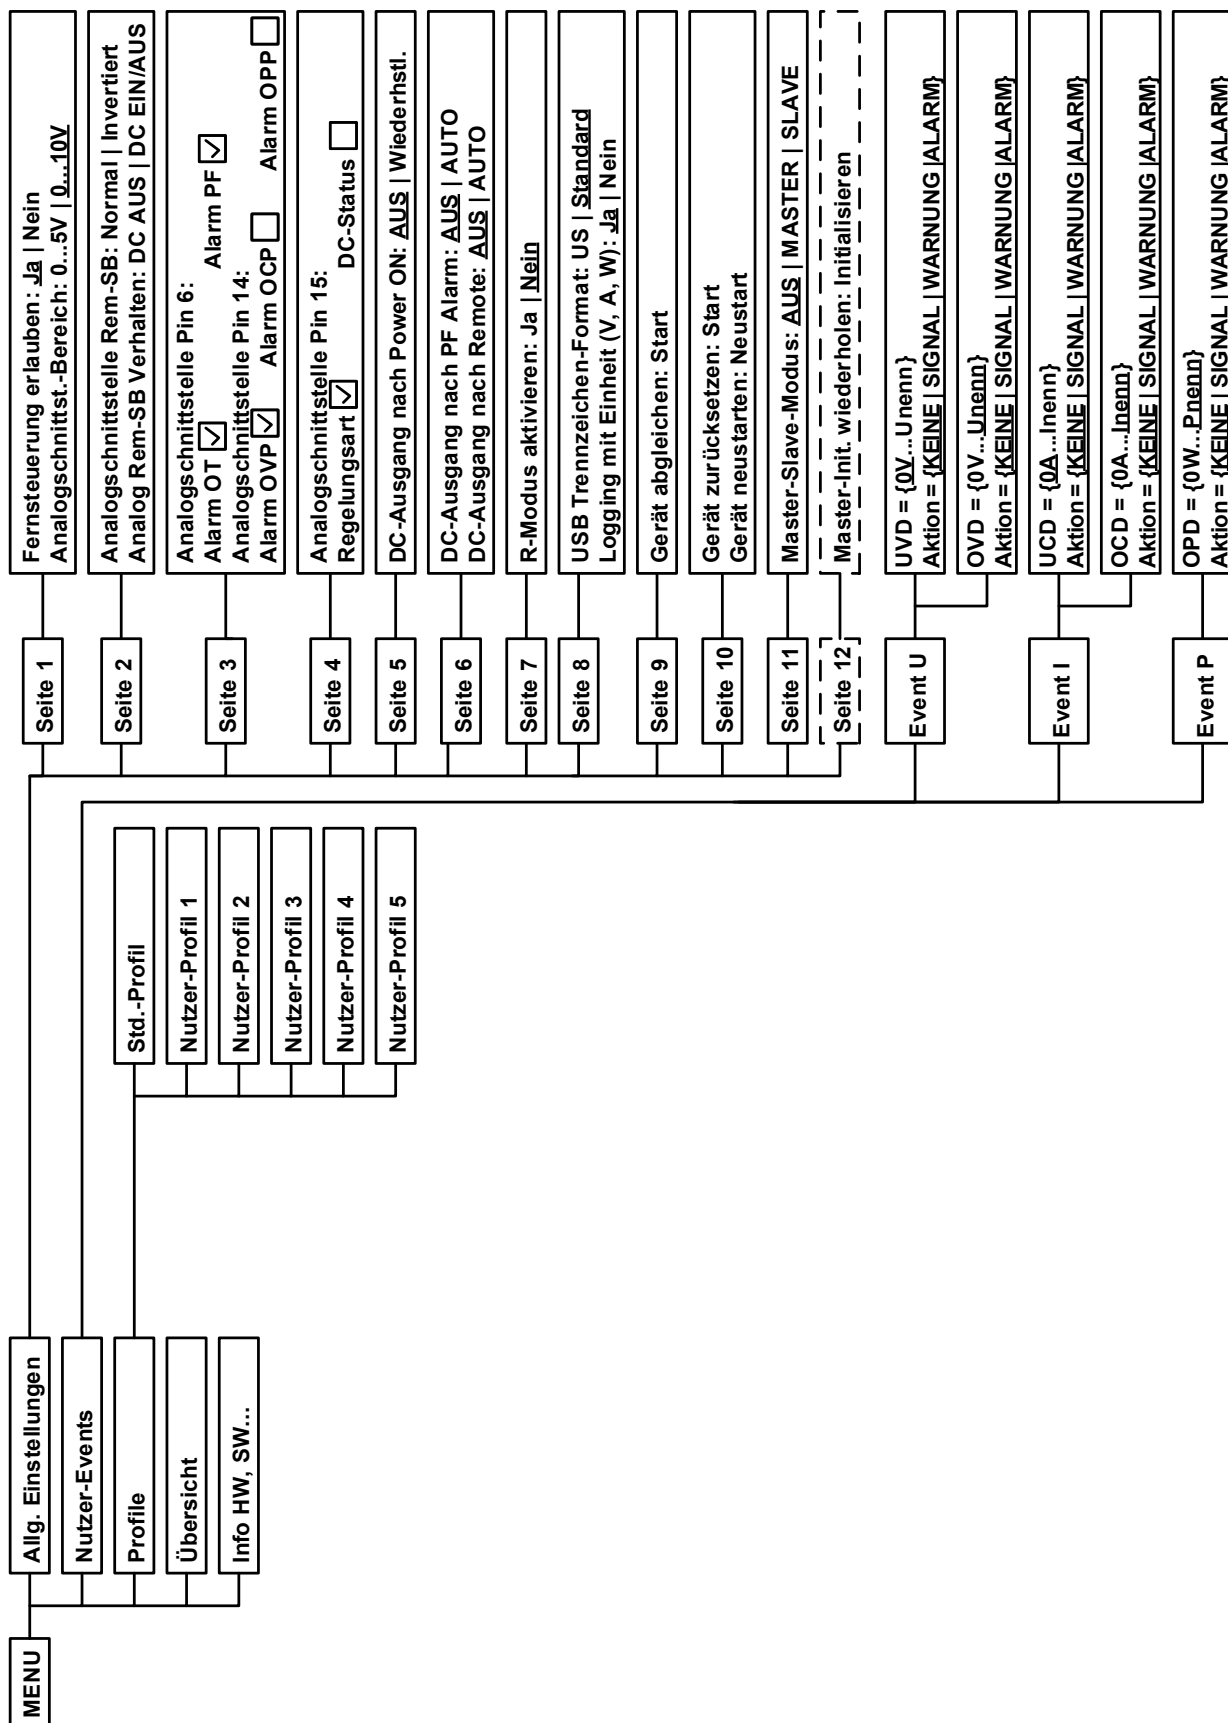 MENU
Allg. Einstellungen
Nutzer-Events
Profile
Übersicht
Info HW, SW...
Std.-Profil
Nutzer-Profil 1
Nutzer-Profil 2
Nutzer-Profil 3
Nutzer-Profil 4
Nutzer-Profil 5
Seite 1
Fernsteuerung erlauben: Ja | Nein
Analogschnittst.-Bereich: 0...5V | 0...10V
Seite 2
Analogschnittstelle Rem-SB: Normal | Invertiert
Analog Rem-SB Verhalten: DC AUS | DC EIN/AUS
Seite 3
Analogschnittstelle Pin 6:
Alarm OT Alarm PF
Analogschnittstelle Pin 14:
Alarm OVP Alarm OCP Alarm OPP
Seite 4
Analogschnittstelle Pin 15:
Regelungsart DC-Status
Seite 5
DC-Ausgang nach Power ON: AUS | Wiederhstl.
Seite 6
DC-Ausgang nach PF Alarm: AUS | AUTO
DC-Ausgang nach Remote: AUS | AUTO
Seite 7
R-Modus aktivieren: Ja | Nein
Seite 8
USB Trennzeichen-Format: US | Standard
Logging mit Einheit (V, A, W): Ja | Nein
Seite 9
Gerät abgleichen: Start
Seite 10
Gerät zurücksetzen: Start
Gerät neustarten: Neustart
Seite 11
Master-Slave-Modus: AUS | MASTER | SLAVE
Seite 12
Master-Init. wiederholen: Initialisieren
Event U
UVD = {0V...Unenn}
Aktion = {KEINE | SIGNAL | WARNUNG |ALARM}
OVD = {0V...Unenn}
Aktion = {KEINE | SIGNAL | WARNUNG |ALARM}
Event I
UCD = {0A...Inenn}
Aktion = {KEINE | SIGNAL | WARNUNG |ALARM}
OCD = {0A...Inenn}
Aktion = {KEINE | SIGNAL | WARNUNG |ALARM}
Event P
OPD = {0W...Pnenn}
Aktion = {KEINE | SIGNAL | WARNUNG |ALARM}